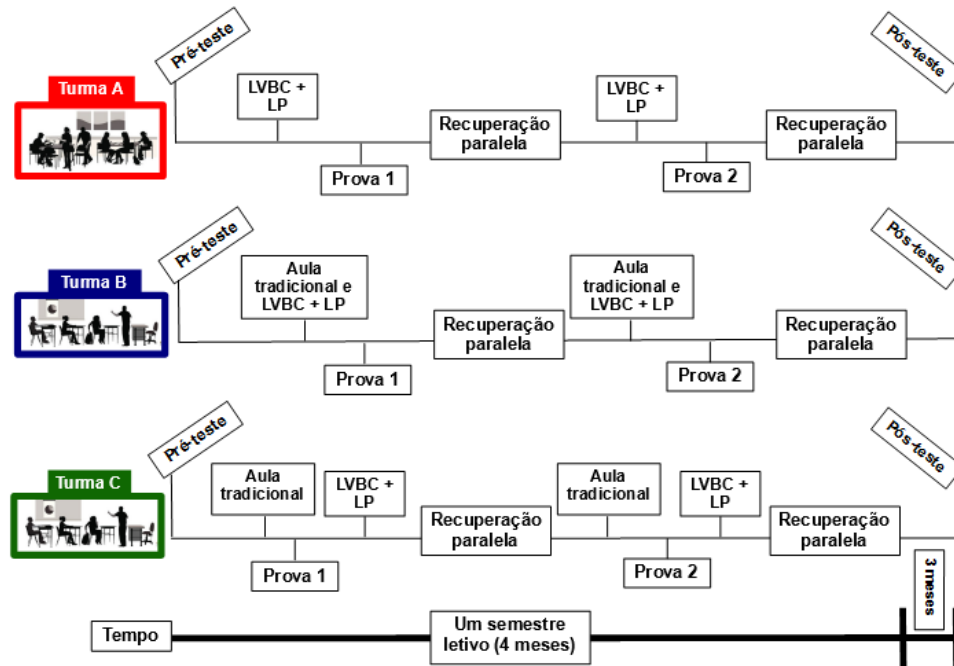 Pré-teste
Pós-teste
Turma A
LVBC +
LP
LVBC +
LP
Recuperação
paralela
Recuperação
paralela
Prova 1
Prova 2
Pré-teste
Pós-teste
Turma B
Aula
tradicional e
LVBC + LP
Aula
tradicional e
LVBC + LP
Recuperação
paralela
Recuperação
paralela
Prova 1
Prova 2
Pré-teste
Pós-teste
Turma C
Aula
tradicional
LVBC +
LP
Aula
tradicional
LVBC +
LP
Recuperação
paralela
Recuperação
paralela
Prova 1
Prova 2
3 meses
Tempo
Um semestre
letivo (4 meses)